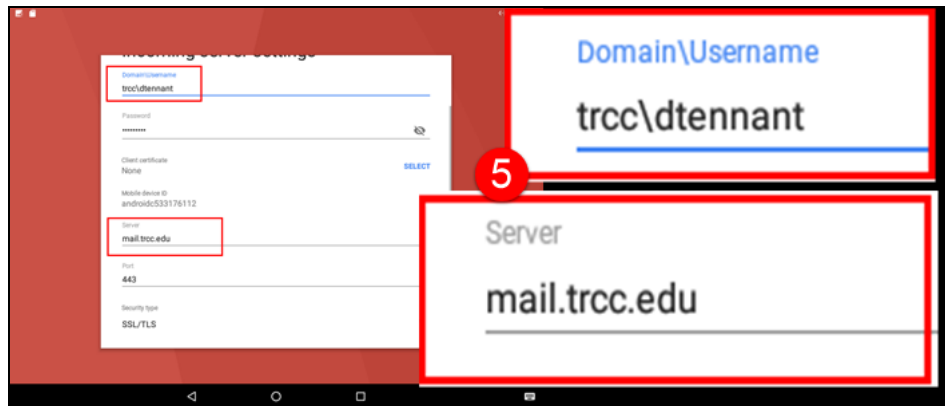 Incoming server settings
Domain\Username
trcc\dtennant
Password
•••••••••
Client certificate
None
SELECT
Mobile device ID
androidc533176112
Server
mail.trcc.edu
Port
443
Security type
SSL/TLS
Domain\Username
trcc\dtennant
5
Server
mail.trcc.edu